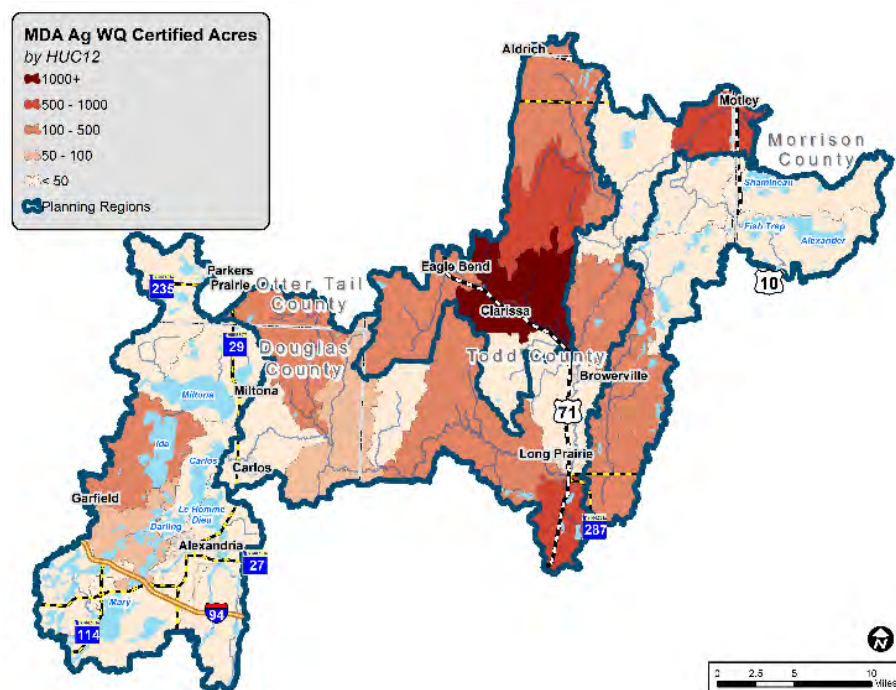 MDA Ag WQ Certified Acres
by HUC12
1000+
500 - 1000
100 - 500
50 - 100
< 50
Planning Regions
Aldrich
Motley
Morrison
County
Shamineau
Fish Trap
Alexander
10
Parkers
Prairie
235
Otter Tail
County
Eagle Bend
Clarissa
29
Douglas
County
Todd County
Miltona
Miltona
Browerville
71
Ida
Carlos
Carlos
Long Prairie
Garfield
Le Homme
Dieu
Darling
287
Alexandria
27
Mary
94
114
N
0 2.5 5 10
Miles